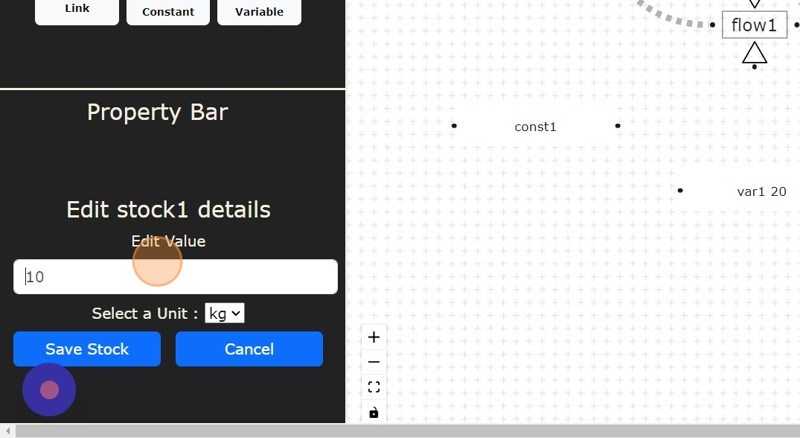 Link
Constant
Variable
Property Bar
Edit stock1 details
Edit Value
10
Select a Unit : kg
Save Stock
Cancel
flow1
const1
var1 20